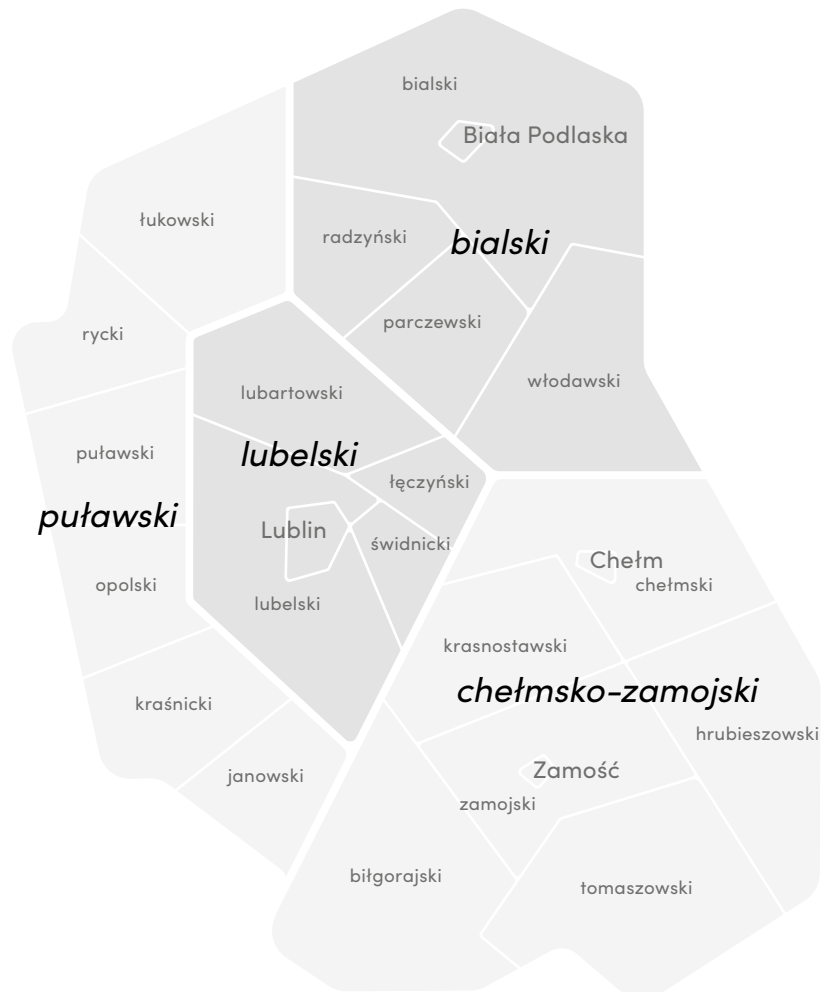 bialski
Biała Podlaska
łukowski
radzyński
bialski
parczewski
rycki
włodawski
lubartowski
puławski
lubelski
łęczyński
puławski
Lublin
świdnicki
Chełm
chełmski
opolski
lubelski
krasnostawski
chełmsko-zamojski
kraśnicki
hrubieszowski
janowski
Zamość
zamojski
biłgorajski
tomaszowski